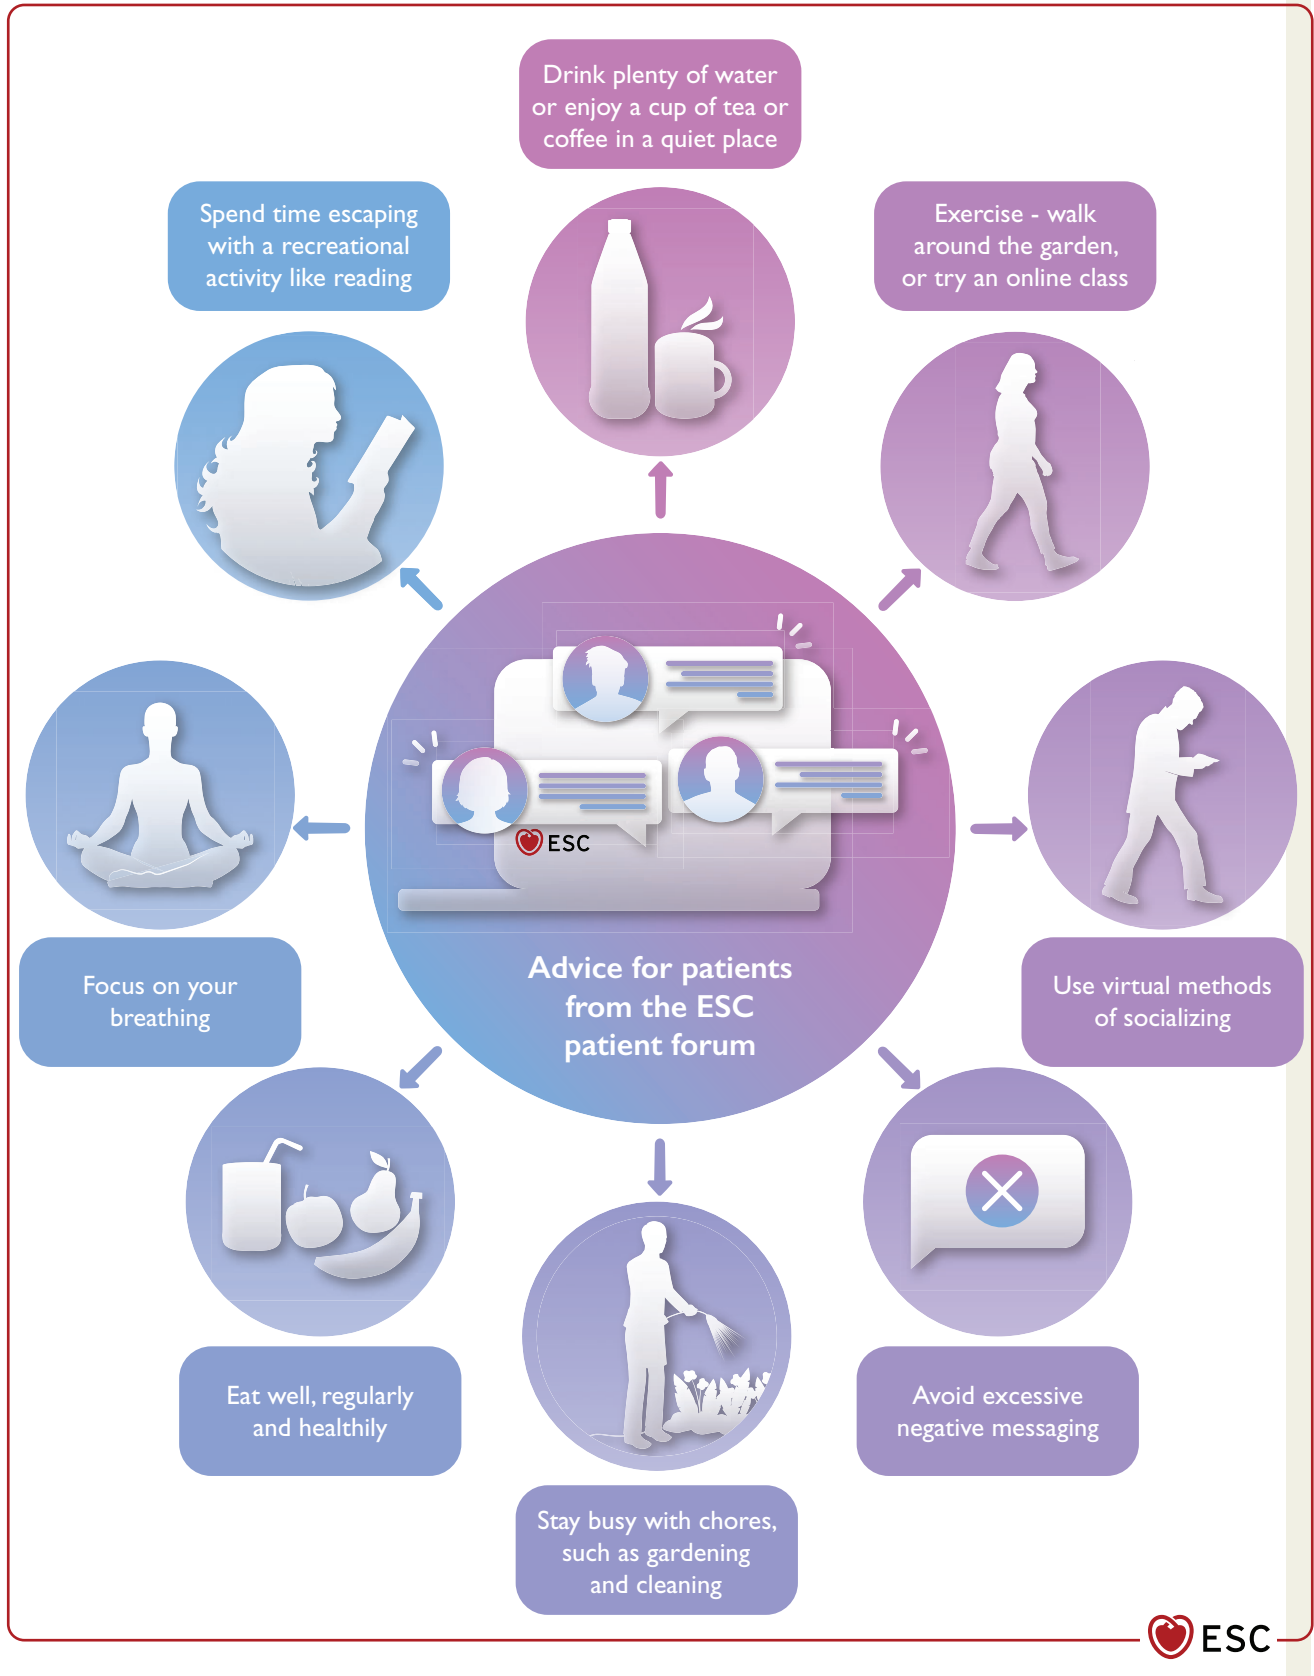 Drink plenty of water
or enjoy a cup of tea or
coffee in a quiet place
Spend time escaping
with a recreational
activity like reading
Exercise - walk
around the garden,
or try an online class
ESC
Advice for patients
from the ESC
patient forum
Focus on your
breathing
Use virtual methods
of socializing
Eat well, regularly
and healthily
Avoid excessive
negative messaging
Stay busy with chores,
such as gardening
and cleaning
ESC